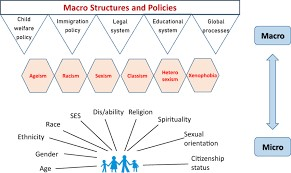 Macro Structures and Policies
Child welfare policy
Immigration policy
Legal system
Educational system
Global processes
Macro
Ageism
Racism
Sexism
Classism
Hetero sexism
Xenophobia
Dis/ability
Religion
SES
Spirituality
Race
Ethnicity
Sexual orientation
Gender
Age
Citizenship status
Micro